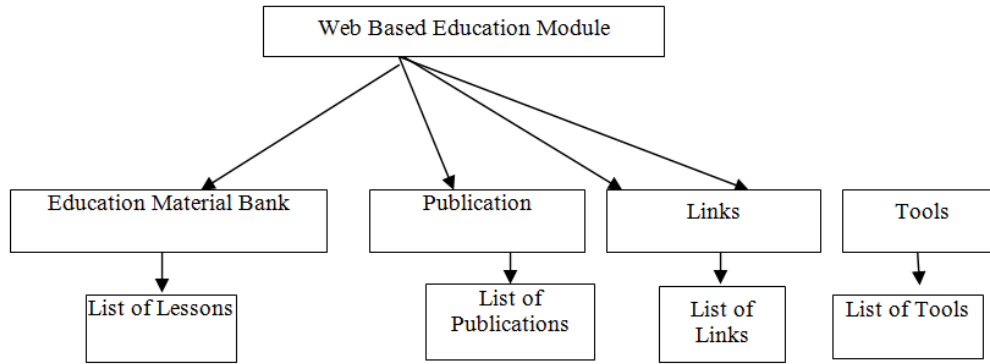 Web Based Education Module
Education Material Bank
Publication
Links
Tools
List of Lessons
List of
Publications
List of
Links
List of Tools